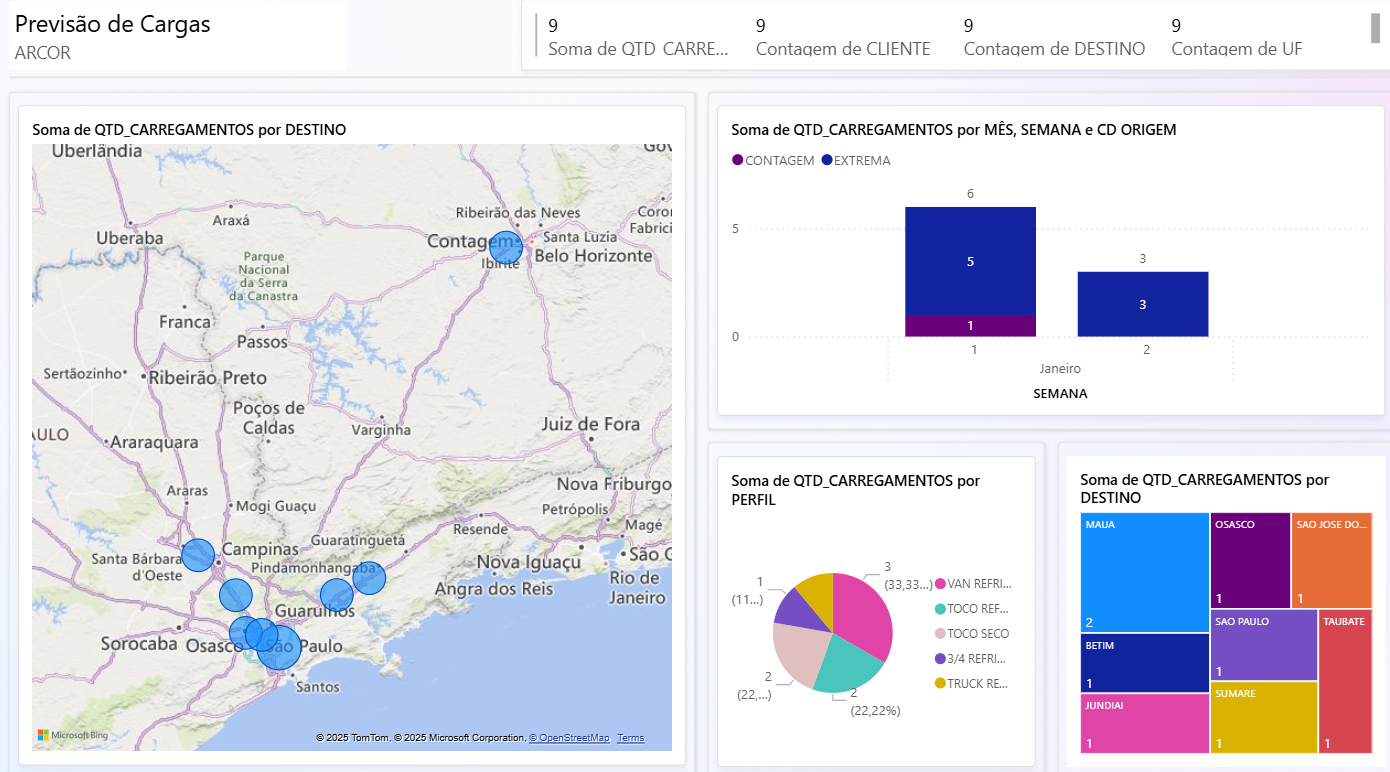 Previsão de Cargas
ARCOR
9
Soma de QTD_CARRE...
9
Contagem de CLIENTE
9
Contagem de DESTINO
9
Contagem de UF
Soma de QTD_CARREGAMENTOS por DESTINO
Uberlândia
Gov
Araxá
Ribeirão das Neves
Coron
Fabrici
Uberaba
Contagem
Santa Luzia
Ibirité
Belo Horizonte
Parque
Nacional
da Serra
da Canastra
Franca
Passos
Sertãozinho
Ribeirão Preto
Poços de
Caldas
Varginha
Juiz de Fora
AULO
Araraquara
Araras
Mogi Guaçu
Nova Friburgo
Petrópolis
Magé
Resende
Guaratinguetá
Campinas
Santa Bárbara
d'Oeste
Pindamonhangaba
Nova Iguaçu
São G
Rio de
Janeiro
Angra dos Reis
Guarulhos
Sorocaba
Osasco
São Paulo
Santos
Microsoft Bing
© 2025 TomTom, © 2025 Microsoft Corporation, © OpenStreetMap Terms
Soma de QTD_CARREGAMENTOS por MÊS, SEMANA e CD ORIGEM
CONTAGEM EXTREMA
6
5
5
3
3
1
0
1
2
Janeiro
SEMANA
Soma de QTD_CARREGAMENTOS por
PERFIL
3
(33,33...)
1
(11...)
2
(22,...)
2
(22,22%)
VAN REFRI...
TOCO REF...
TOCO SECO
3/4 REFRI...
TRUCK RE...
Soma de QTD_CARREGAMENTOS por
DESTINO
MAUA
2
OSASCO
1
SAO JOSE DO...
1
BETIM
1
SAO PAULO
1
TAUBATE
1
JUNDIAI
1
SUMARE
1